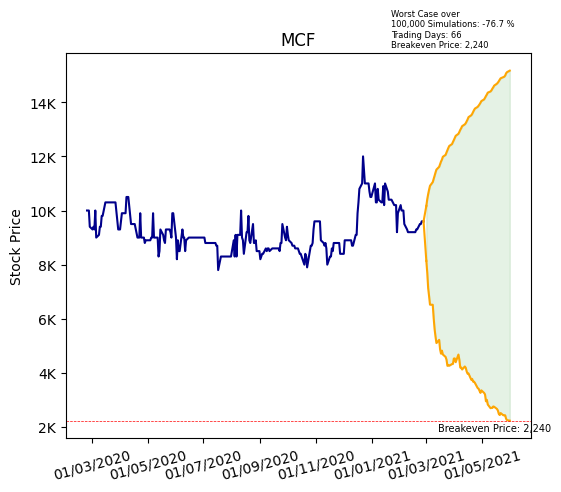 Worst Case over
100,000 Simulations: -76.7 %
Trading Days: 66
Breakeven Price: 2,240
MCF
Stock Price
14K
12K
10K
8K
6K
4K
2K
Breakeven Price: 2,240
01/03/2020
01/05/2020
01/07/2020
01/09/2020
01/11/2020
01/01/2021
01/03/2021
01/05/2021